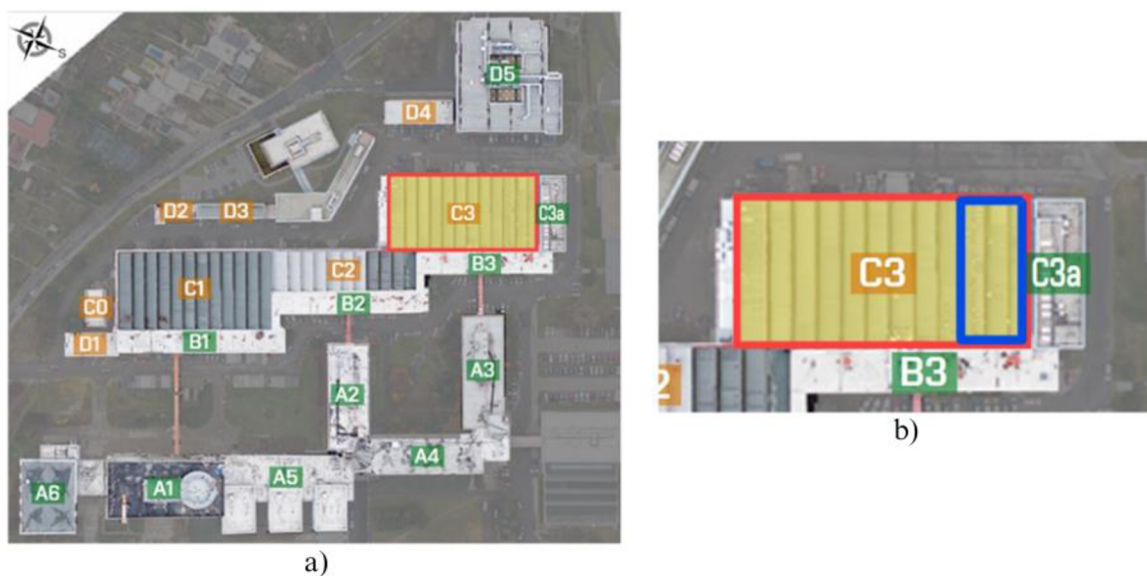 S
D5
D4
D2 D3
C3 C3a
C0 C1 C2 B3
D1 B1 B2
A2 A3
A6 A1 A5 A4
a)
C3 C3a
2 B3
b)